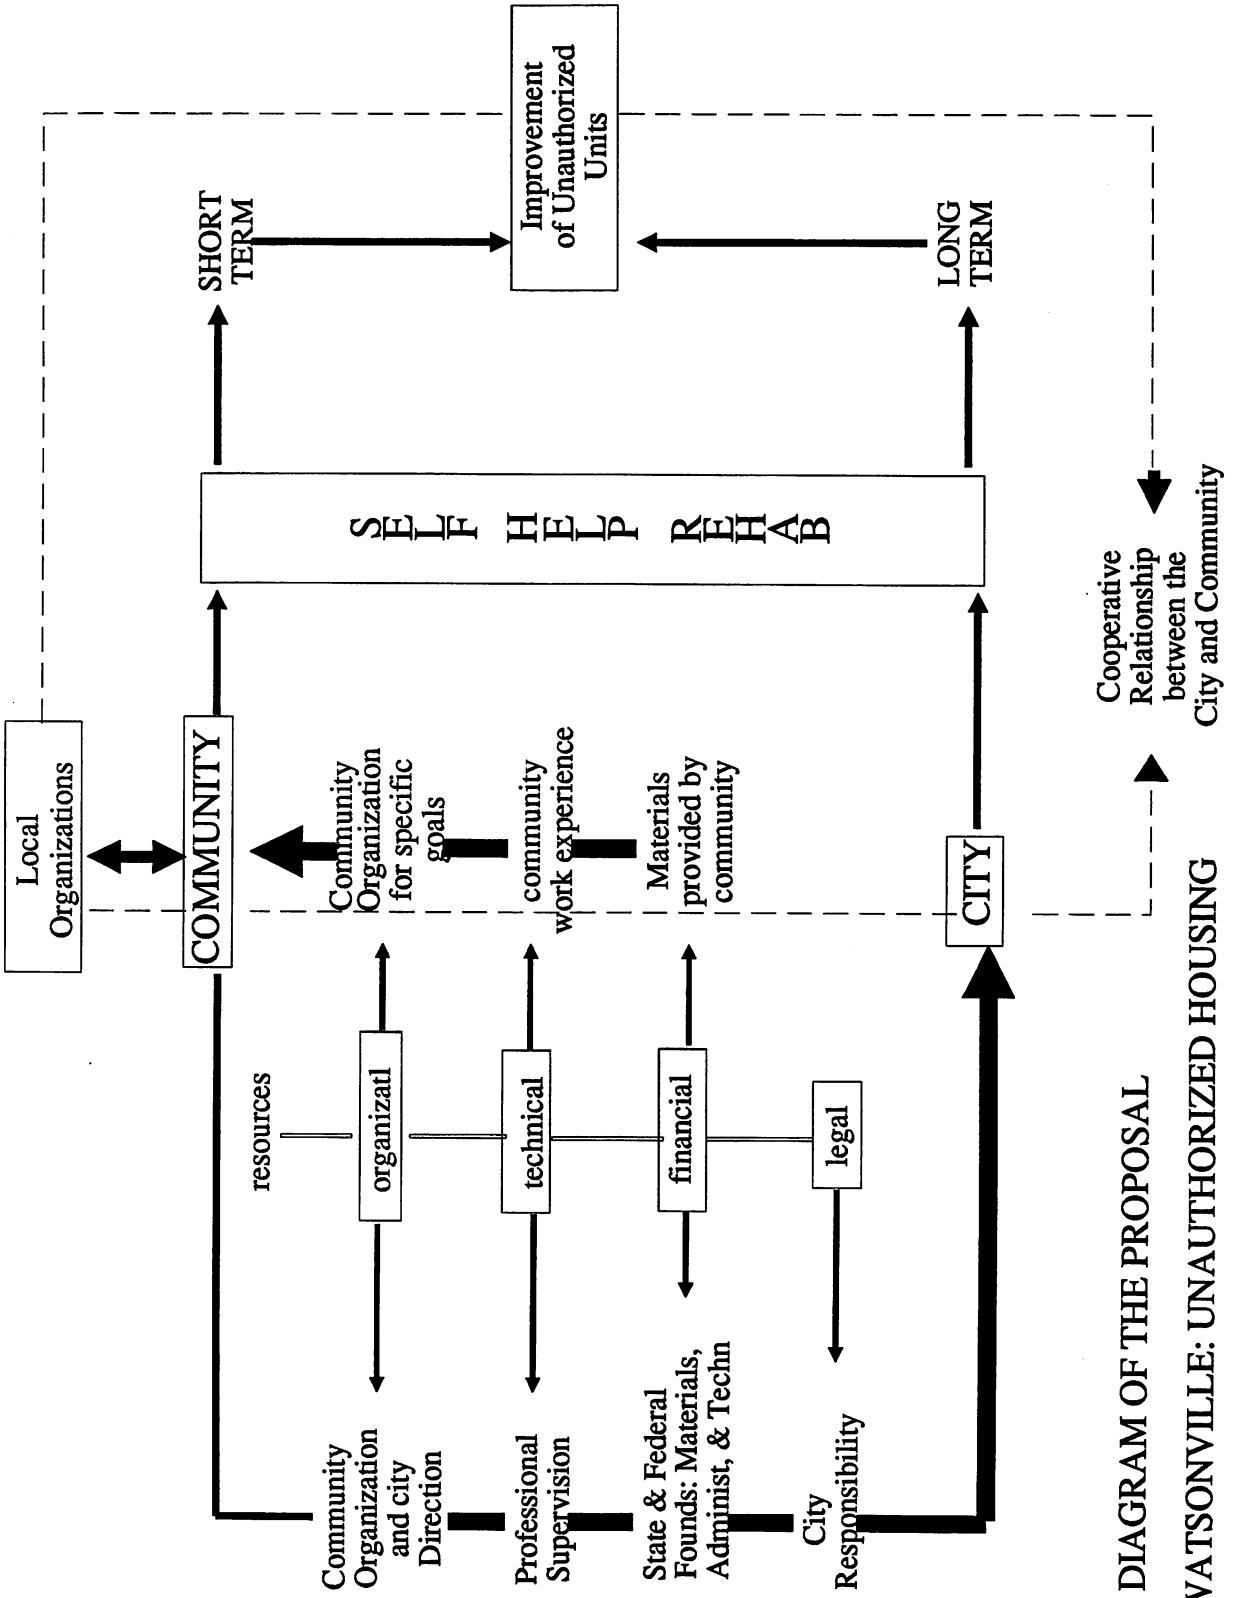 Local
Organizations
COMMUNITY
resources
Community
Organization
and city
Direction
organizatl
Community
Organization
for specific
goals
Professional
Supervision
technical
community
work experience
State & Federal
Founds: Materials,
Administ, & Techn
financial
Materials
provided by
community
City
Responsibility
legal
CITY
SELF HELP REHAB
SHORT
TERM
Improvement
of Unauthorized
Units
LONG
TERM
Cooperative
Relationship
between the
City and Community
DIAGRAM OF THE PROPOSAL
WATSONVILLE: UNAUTHORIZED HOUSING